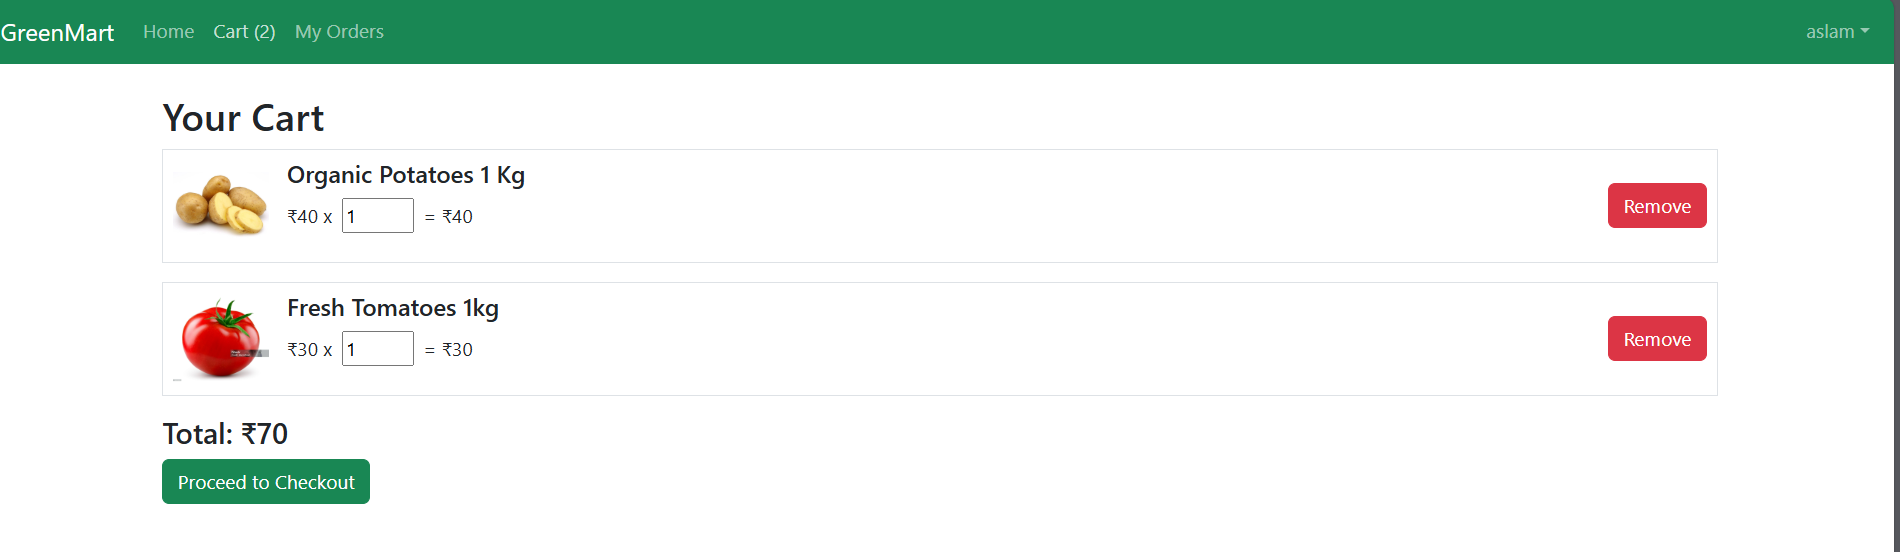 GreenMart Home Cart (2) My Orders aslam
Your Cart
Organic Potatoes 1 Kg
₹40 x 1 = ₹40
Remove
Fresh Tomatoes 1kg
₹30 x 1 = ₹30
Remove
Total: ₹70
Proceed to Checkout